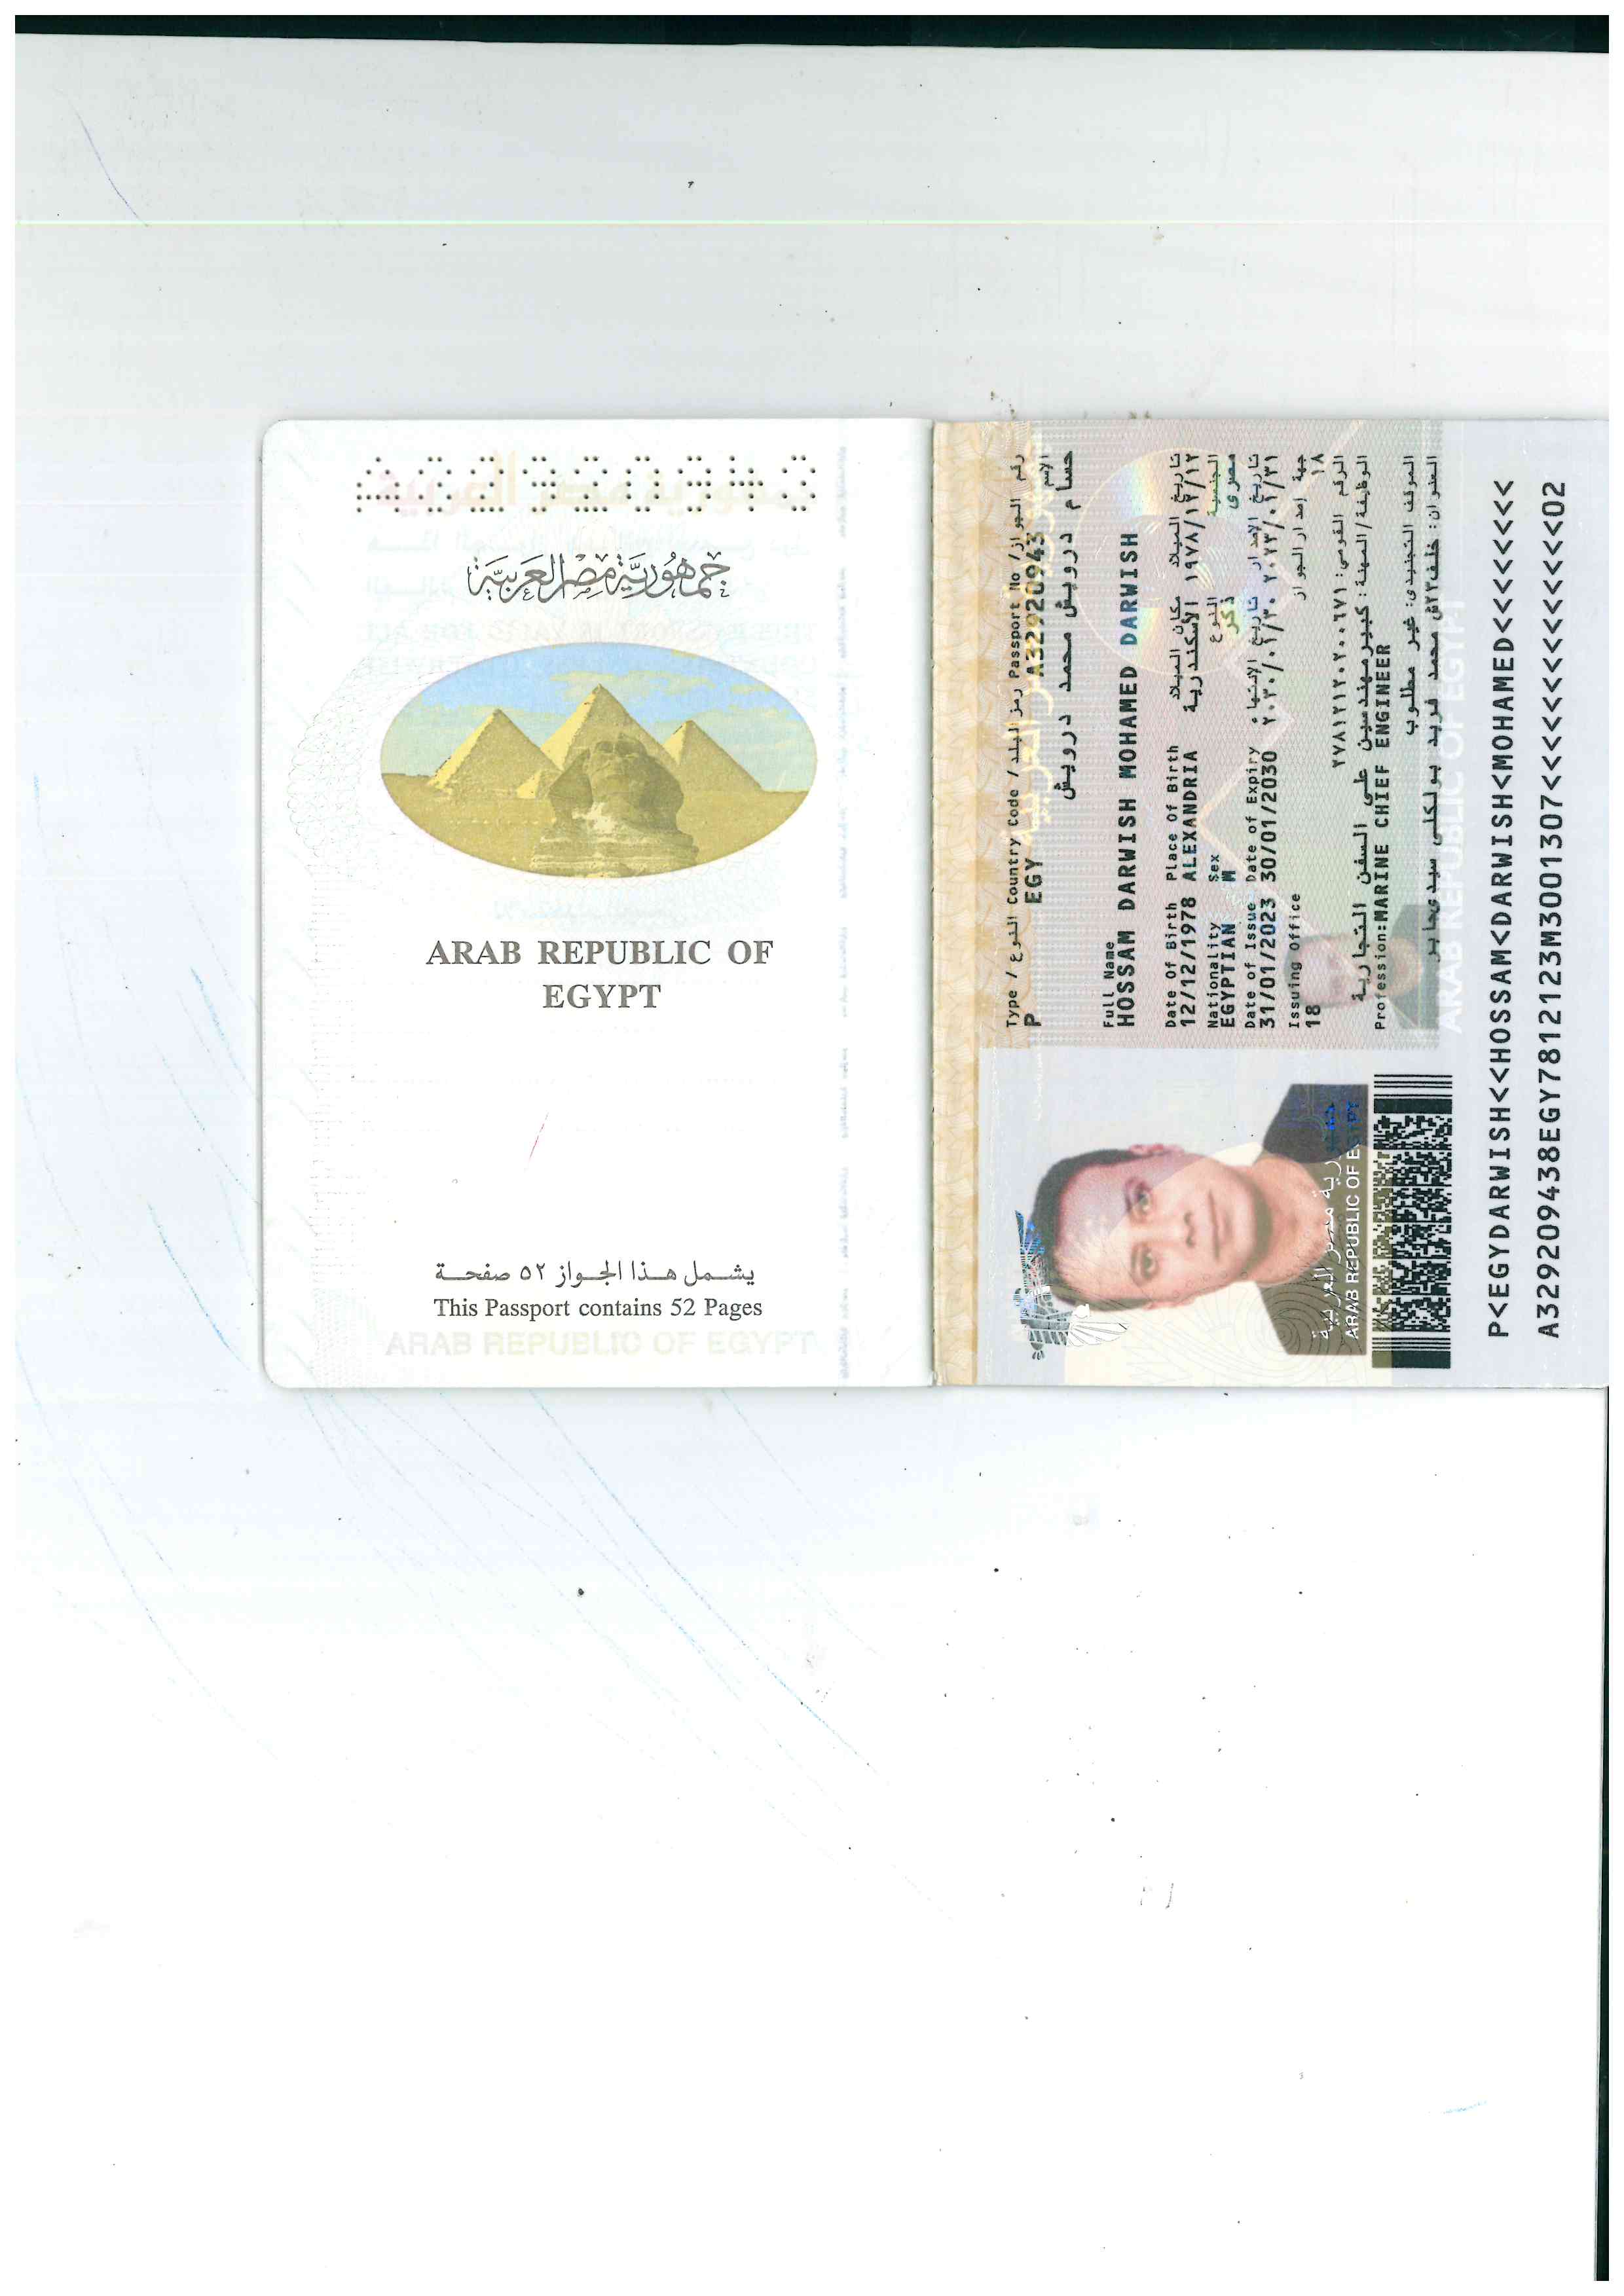 جمهورية مصر العربية
ARAB REPUBLIC OF
EGYPT
يشمل هذا الجواز ٥٢ صفحة
This Passport contains 52 Pages
ARAB REPUBLIC OF EGYPT
Type / النوع Country Code / رمز البلد Passport No / رقم الجواز
P EGY A32920943
الإسم
حسام درويش محمد درويش
Full Name
HOSSAM DARWISH MOHAMED DARWISH
Date Of Birth Place Of Birth مكان الميلاد تاريخ الميلاد
12/12/1978 ALEXANDRIA الأسكندرية ١٩٧٨/١٢/١٢
Nationality Sex النوع الجنسية
EGYPTIAN M ذكر مصرى
Date of Issue Date of Expiry تاريخ الإنتهاء تاريخ الإصدار
31/01/2023 30/01/2030 ٢٠٣٠/٠١/٣٠ ٢٠٢٣/٠١/٣١
Issuing Office جهة إصدار الجواز
18 ١٨
الرقم القومي: ٢٧٨١٢١٢٠٢٠٠٦٧١
الوظيفة/المهنة: كبيرمهندسين على السفن التجارية
Profession:MARINE CHIEF ENGINEER
الموقف التجنيدى: غير مطلوب
العنوان: خلف٢٣ش محمد فريد بولكلى سيدىجابر
جمهورية مصر العربية
ARAB REPUBLIC OF EGYPT
ARAB REPUBLIC OF EGYPT
P<EGYDARWISH<<HOSSAM<DARWISH<MOHAMED<<<<<<<<
A329209438EGY7812123M3001307<<<<<<<<<<<<<<02